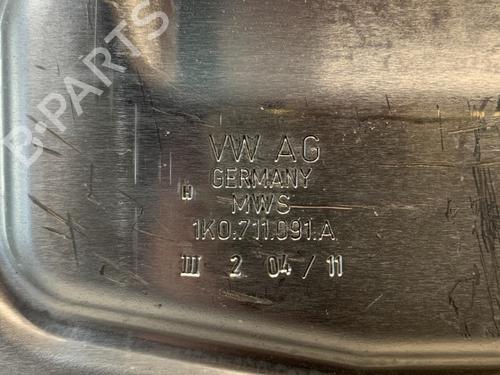 B-PARTS
VW AG
GERMANY
H
MWS
1K0.711.091.A
III 2 04/11